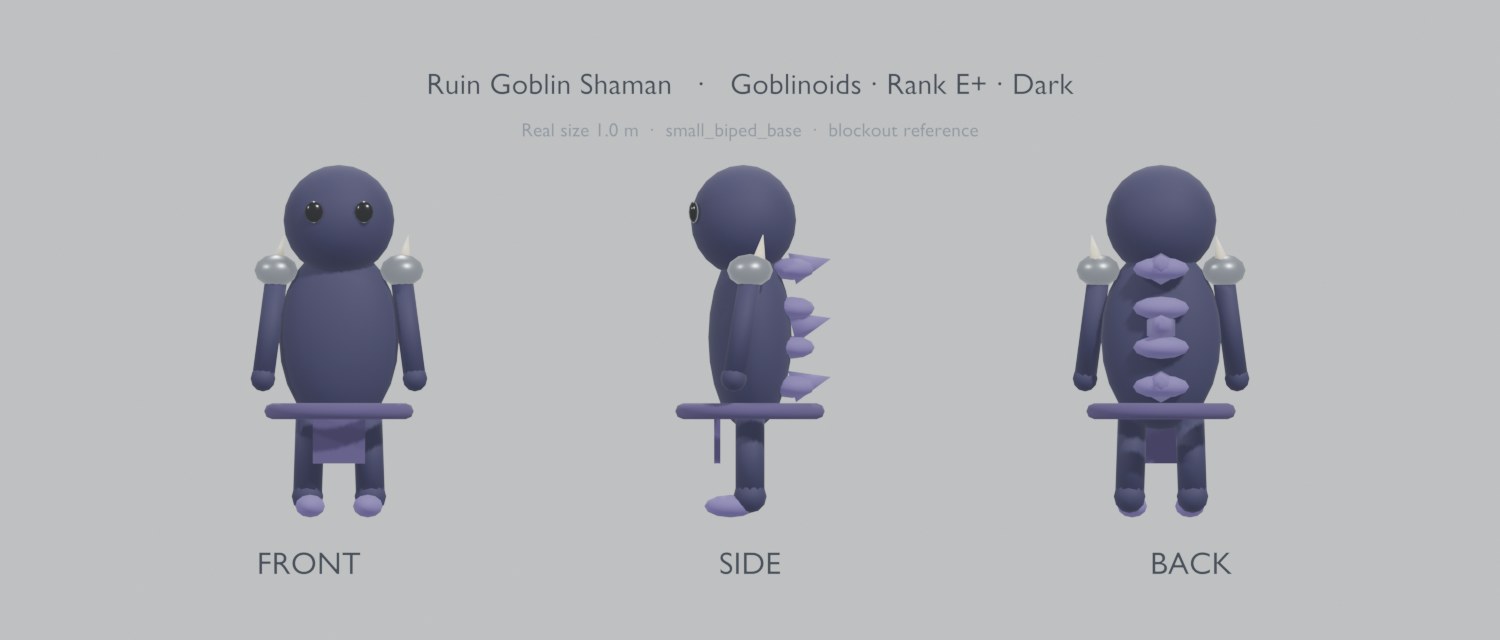 Ruin Goblin Shaman · Goblinoids · Rank E+ · Dark
Real size 1.0 m · small_biped_base · blockout reference
FRONT SIDE BACK